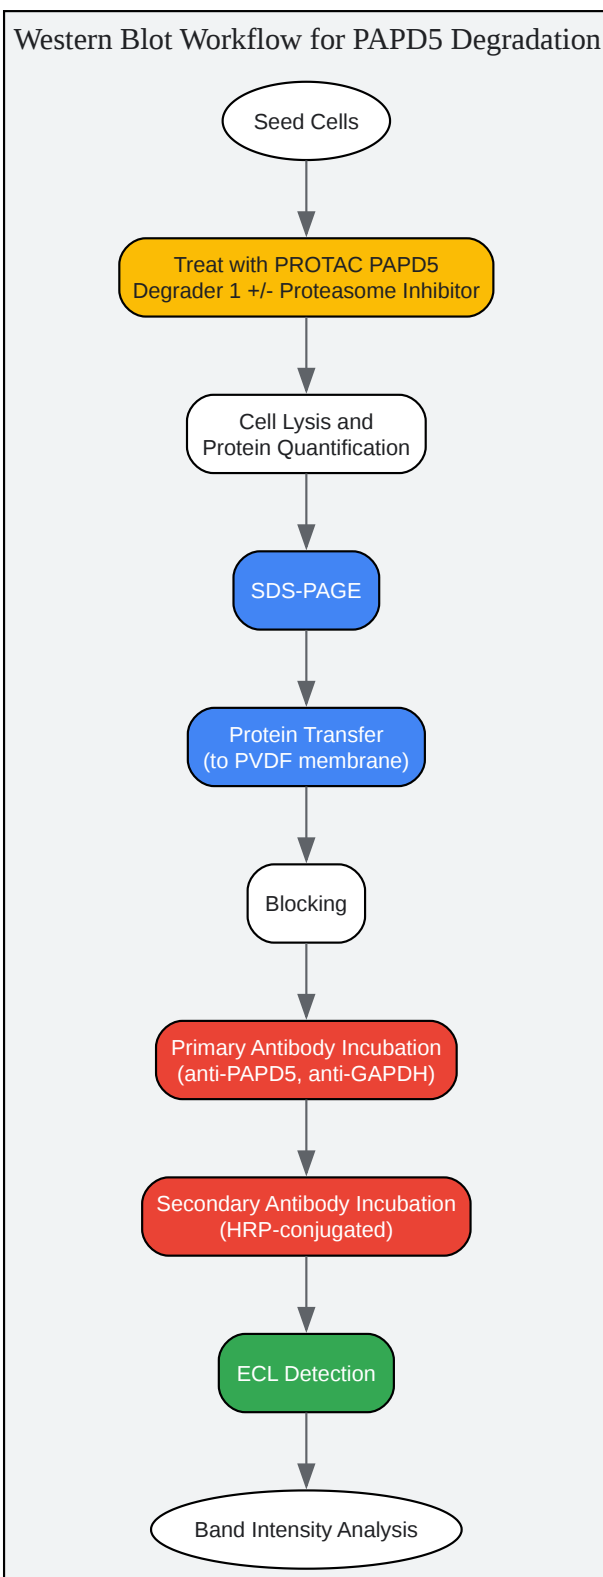 Western Blot Workflow for PAPD5 Degradation
Seed Cells
Treat with PROTAC PAPD5
Degrader 1 +/- Proteasome Inhibitor
Cell Lysis and
Protein Quantification
SDS-PAGE
Protein Transfer
(to PVDF membrane)
Blocking
Primary Antibody Incubation
(anti-PAPD5, anti-GAPDH)
Secondary Antibody Incubation
(HRP-conjugated)
ECL Detection
Band Intensity Analysis